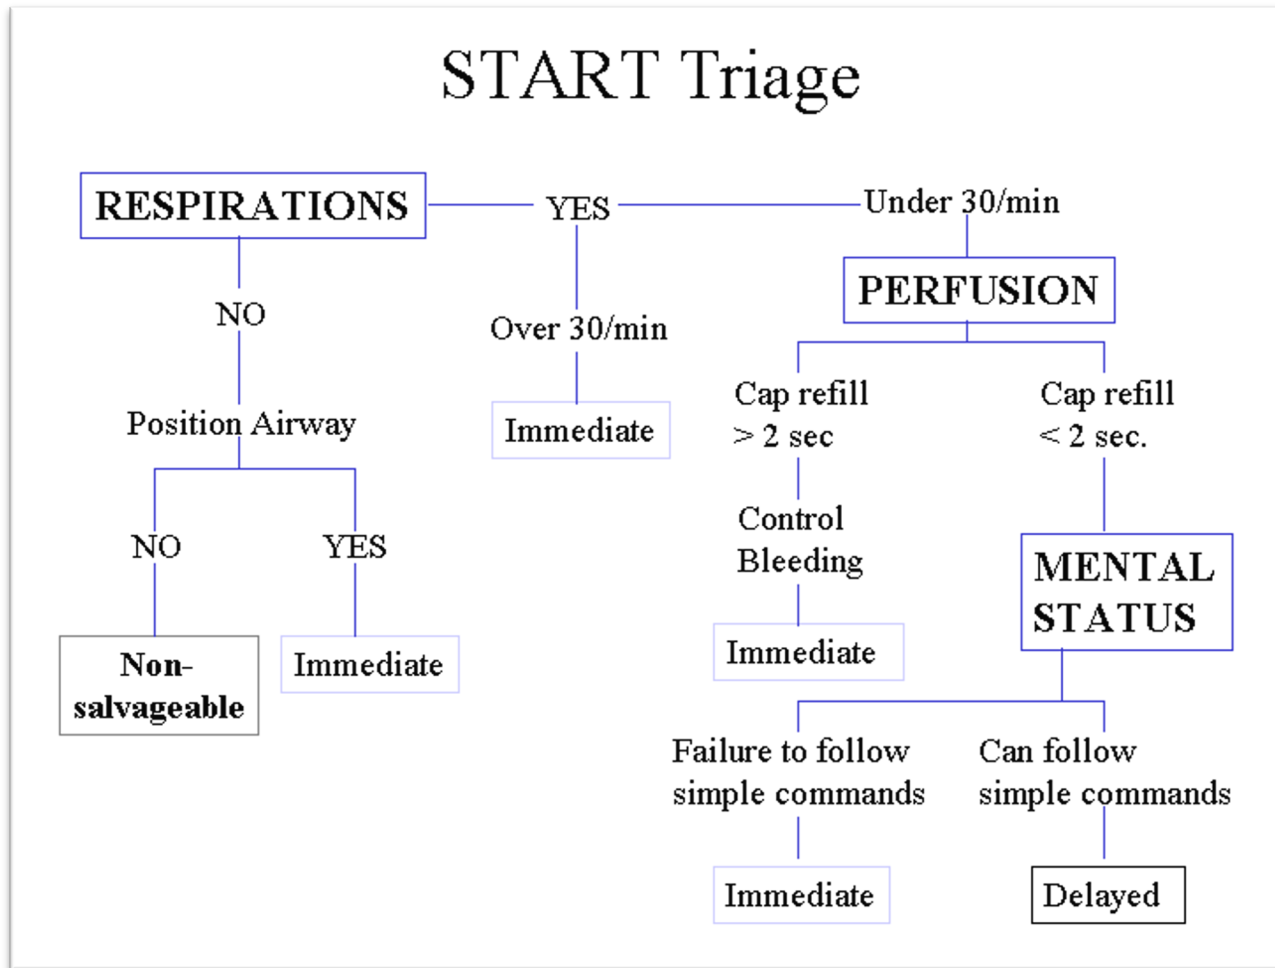 START Triage
RESPIRATIONS
YES
Under 30/min
NO
Over 30/min
PERFUSION
Position Airway
Immediate
Cap refill
> 2 sec
Cap refill
< 2 sec.
NO
YES
Control
Bleeding
MENTAL
STATUS
Non-
salvageable
Immediate
Immediate
Failure to follow
simple commands
Can follow
simple commands
Immediate
Delayed